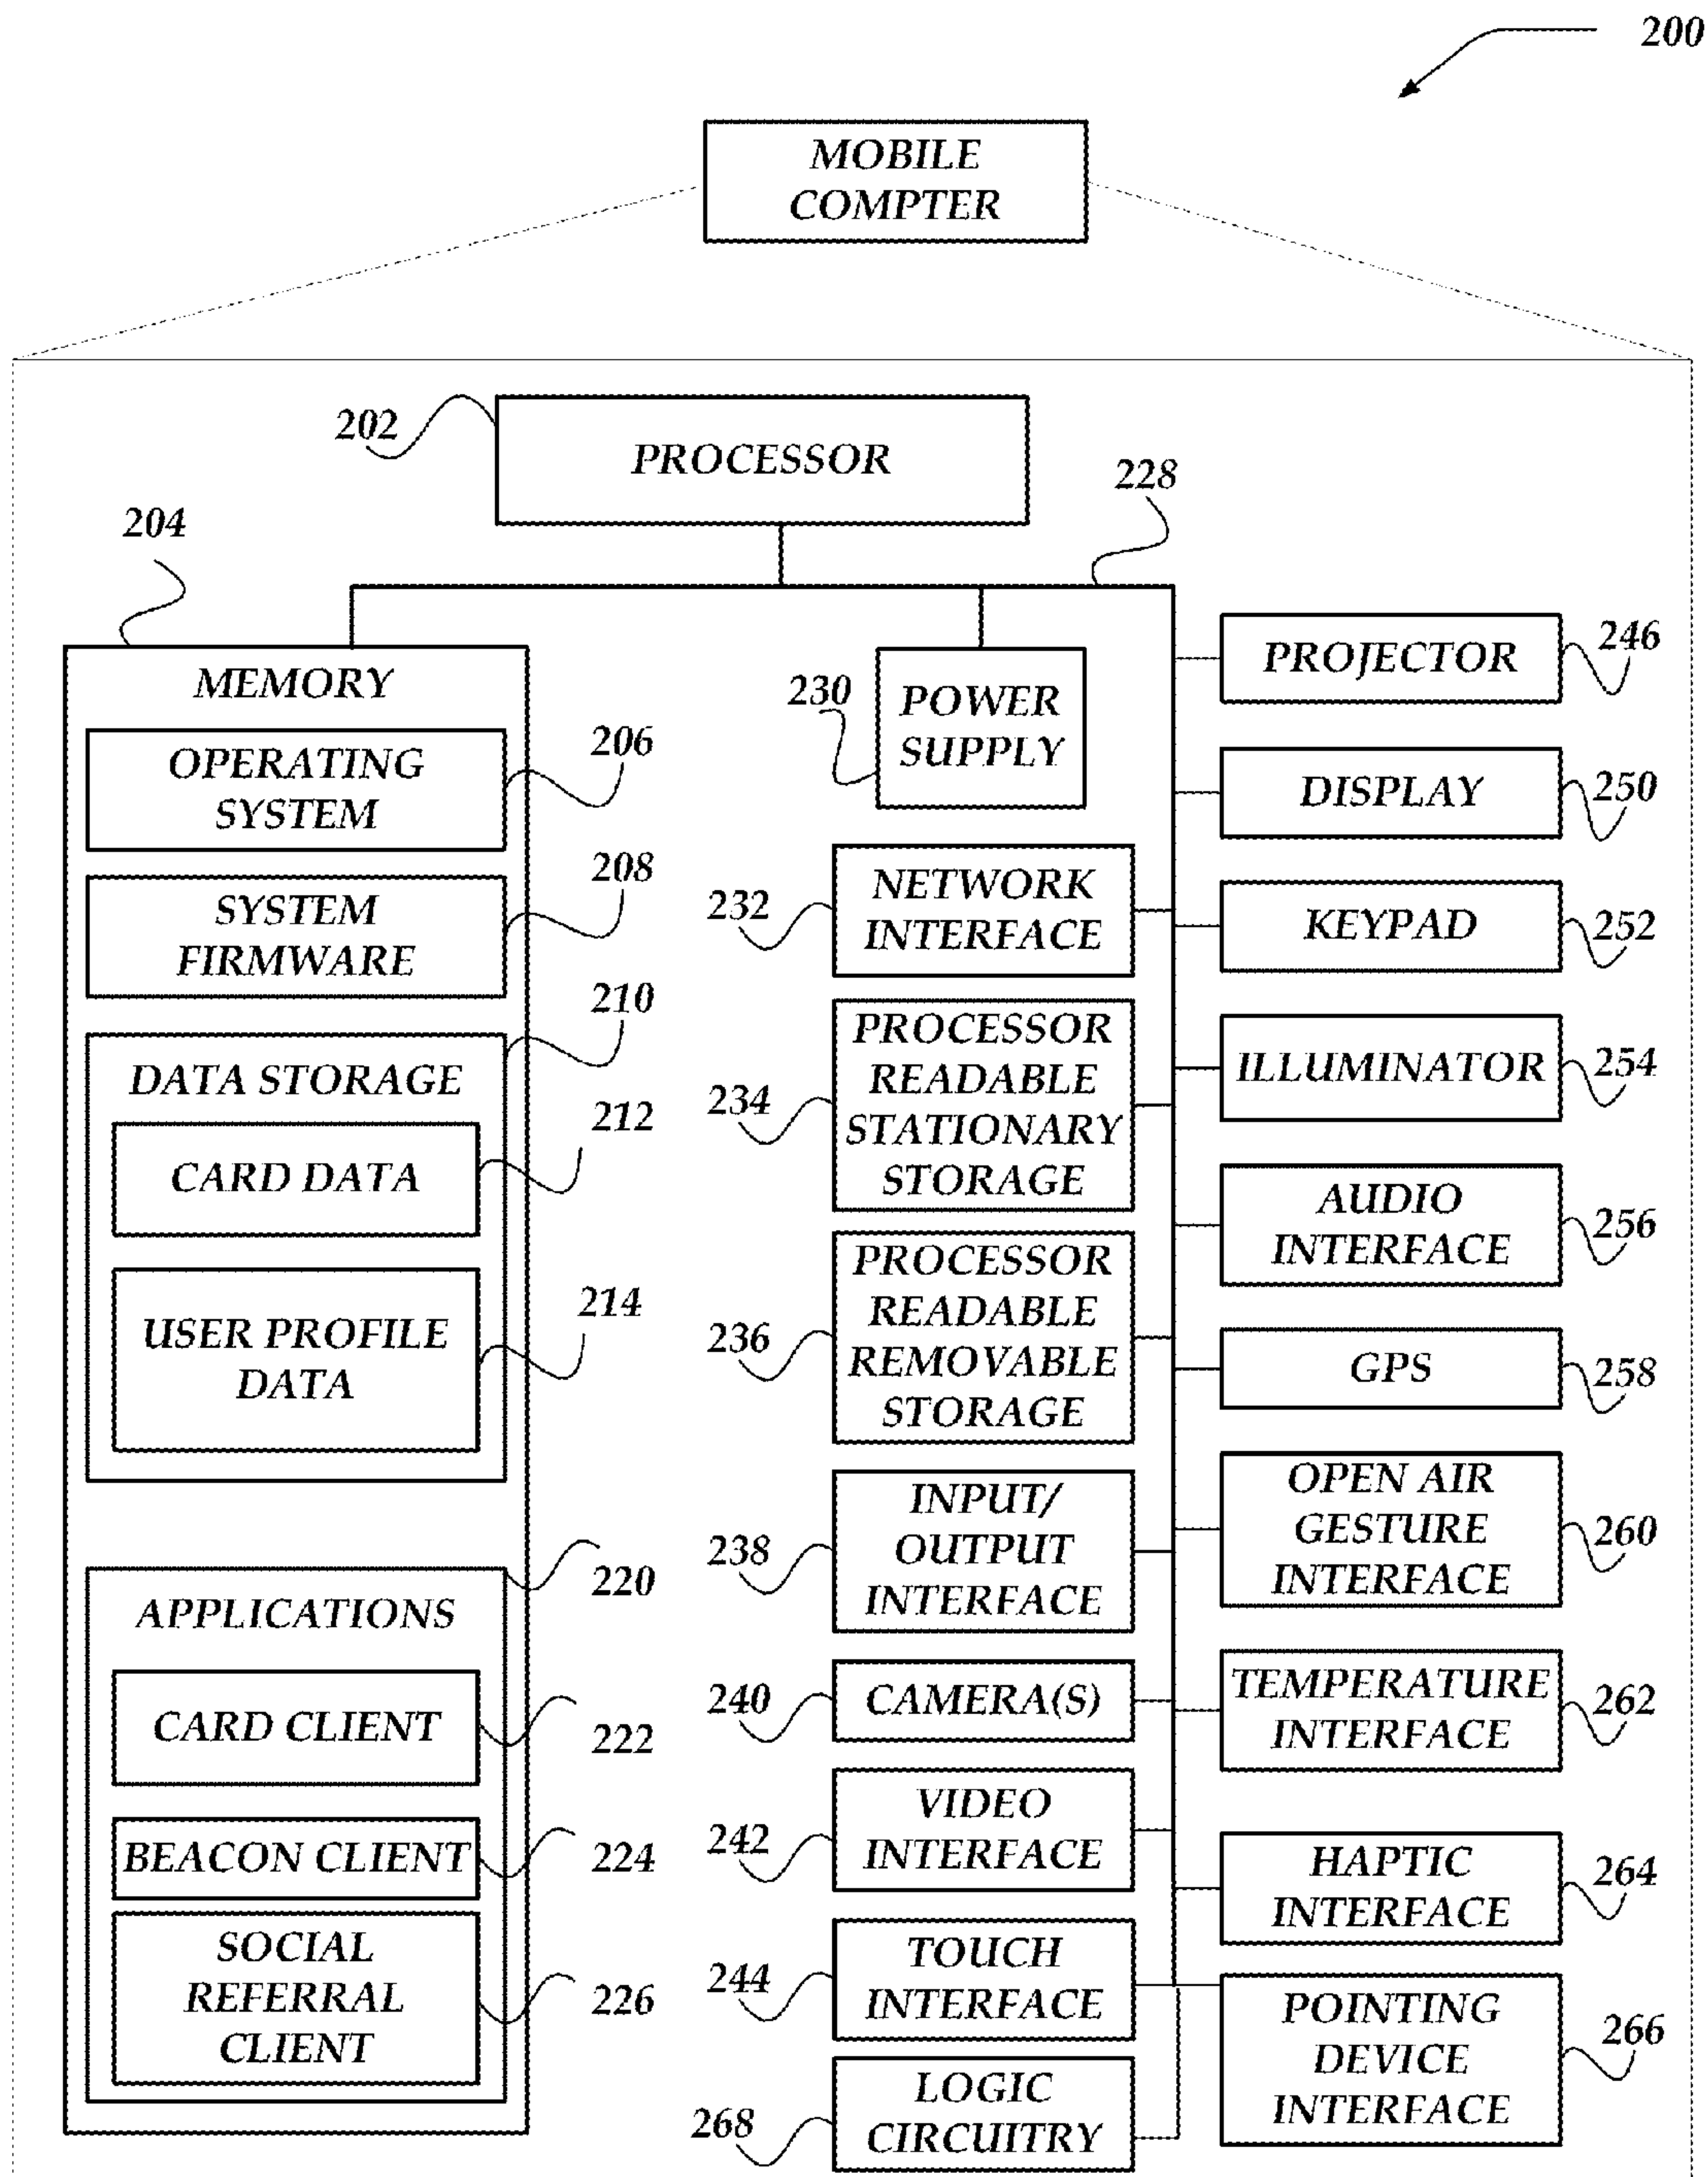 200
MOBILE
COMPTER
202
PROCESSOR
228
204
MEMORY
OPERATING
SYSTEM
206
SYSTEM
FIRMWARE
208
210
DATA STORAGE
CARD DATA
212
USER PROFILE
DATA
214
220
APPLICATIONS
CARD CLIENT
222
BEACON CLIENT
224
SOCIAL
REFERRAL
CLIENT
226
230
POWER
SUPPLY
232
NETWORK
INTERFACE
234
PROCESSOR
READABLE
STATIONARY
STORAGE
236
PROCESSOR
READABLE
REMOVABLE
STORAGE
238
INPUT/
OUTPUT
INTERFACE
240
CAMERA(S)
242
VIDEO
INTERFACE
244
TOUCH
INTERFACE
268
LOGIC
CIRCUITRY
PROJECTOR
246
DISPLAY
250
KEYPAD
252
ILLUMINATOR
254
AUDIO
INTERFACE
256
GPS
258
OPEN AIR
GESTURE
INTERFACE
260
TEMPERATURE
INTERFACE
262
HAPTIC
INTERFACE
264
POINTING
DEVICE
INTERFACE
266